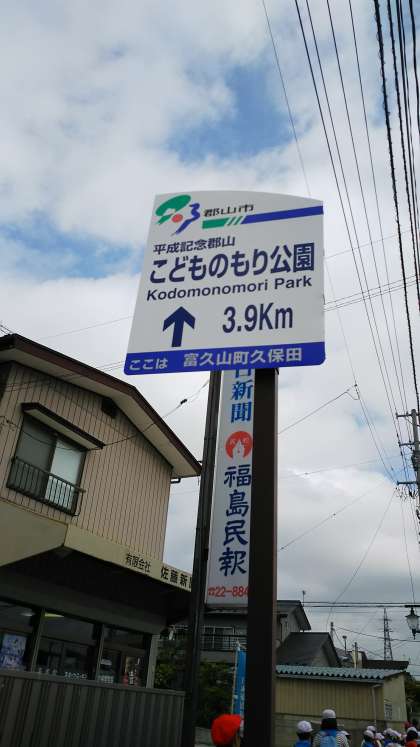 郡山市
平成記念郡山
こどものもり公園
Kodomonomori Park
3.9Km
ここは 富久山町久保田
新聞
福島民報
☎22-884
有限会社 佐藤新